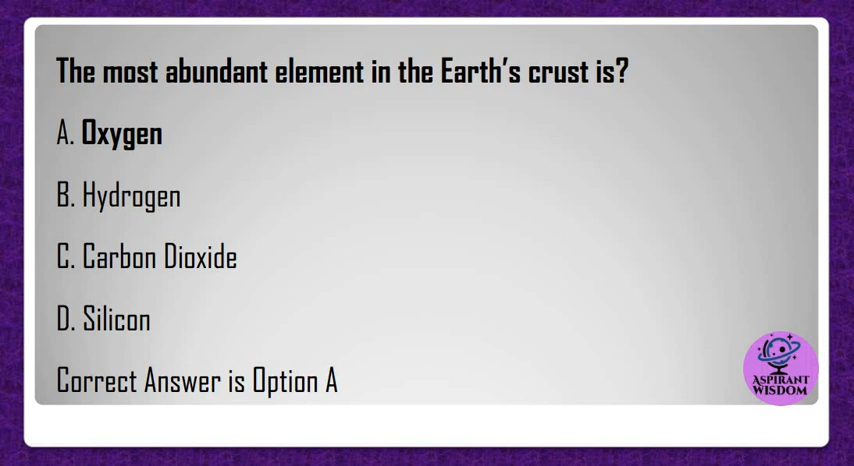 The most abundant element in the Earth’s crust is?
A. Oxygen
B. Hydrogen
C. Carbon Dioxide
D. Silicon
Correct Answer is Option A
ASPIRANT
WISDOM